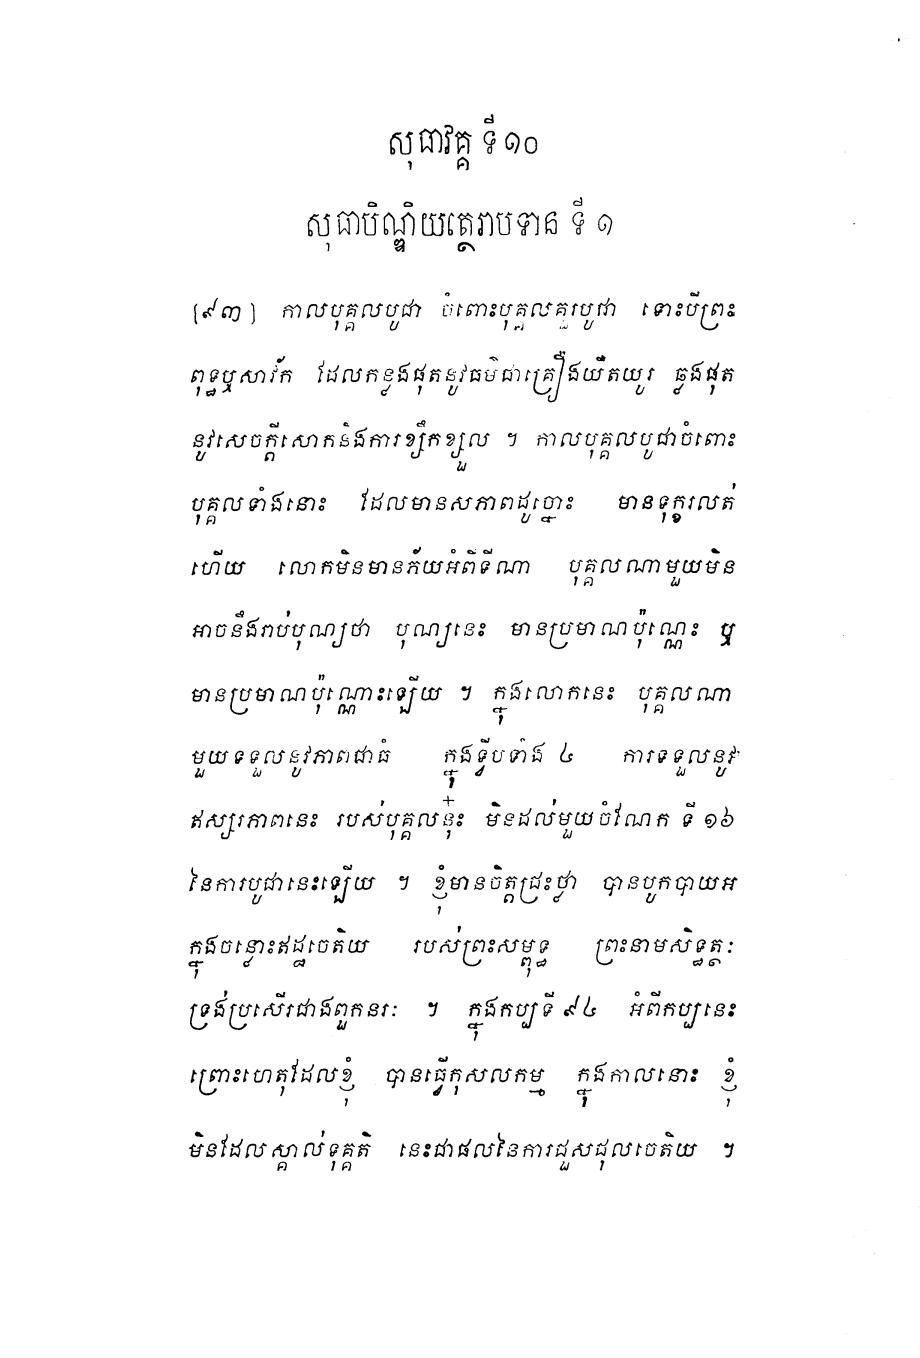 សុធាវគ្គ ទី១០
សុធាបិណ្ឌិយត្ថេរាបទាន ទី ១
[៩៣] កាលបុគ្គលបូជា ចំពោះបុគ្គលគួរបូជា ទោះបីព្រះ
ពុទ្ធឬសាវ័ក ដែលកន្លងផុតនូវធម៌ជាគ្រឿងយឺតយូរ ឆ្លងផុត
នូវសេចក្តីសោកនិងការខ្សឹកខ្សួល ។ កាលបុគ្គលបូជាចំពោះ
បុគ្គលទាំងនោះ ដែលមានសភាពដូច្នោះ មានទុក្ខរលត់
ហើយ លោកមិនមានភ័យអំពីទីណា បុគ្គលណាមួយមិន
អាចនឹងរាប់បុណ្យថា បុណ្យនេះ មានប្រមាណប៉ុណ្ណេះ ឬ
មានប្រមាណប៉ុណ្ណោះឡើយ ។ ក្នុងលោកនេះ បុគ្គលណា
មួយទទួលនូវភាពជាធំ ក្នុងទ្វីបទាំង ៤ ការទទួលនូវ
ឥស្សរភាពនេះ របស់បុគ្គលនុ៎ះ មិនដល់មួយចំណែក ទី ១៦
នៃការបូជានេះឡើយ ។ ខ្ញុំមានចិត្តជ្រះថ្លា បានបូកបាយអ
ក្នុងចន្លោះឥដ្ឋចេតិយ របស់ព្រះសម្ពុទ្ធ ព្រះនាមសិទ្ធត្ថៈ
ទ្រង់ប្រសើរជាងពួកនរៈ ។ ក្នុងកប្បទី ៩៤ អំពីកប្បនេះ
ព្រោះហេតុដែលខ្ញុំ បានធ្វើកុសលកម្ម ក្នុងកាលនោះ ខ្ញុំ
មិនដែលស្គាល់ទុគ្គតិ នេះជាផលនៃការជួសជុលចេតិយ ។